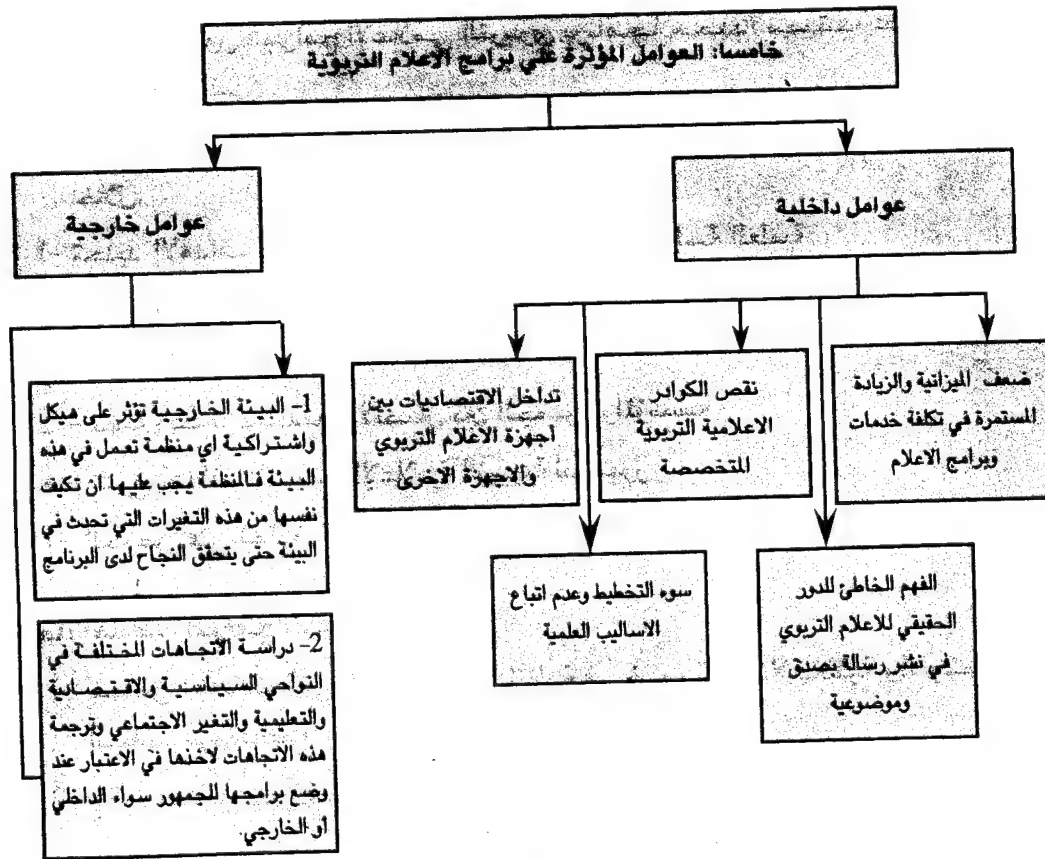 خامسا: العوامل المؤثرة علي برامج الاعلام التربوية
عوامل داخلية
عوامل خارجية
ضعف الميزانية والزيادة
المستمرة في تكلفة خدمات
وبرامج الاعلام
نقص الكوادر
الاعلامية التربوية
المتخصصة
تداخل الاقتصاديات بين
أجهزة الاعلام التربوي
والاجهزة الاخرى
الفهم الخاطئ للدور
الحقيقي للاعلام التربوي
في نشر رسالة بصدق
وموضوعية
سوء التخطيط وعدم اتباع
الاساليب العلمية
1- البيئة الخارجية تؤثر على هيكل
واشتراكية اي منظمة تعمل في هذه
البيئة فالمنظمة يجب عليها ان تكيف
نفسها من هذه التغيرات التي تحدث في
البيئة حتى يتحقق النجاح لدى البرنامج
2- دراسة الاتجاهات المختلفة في
النواحي السياسية والاقتصادية
والتعليمية والتغير الاجتماعي وترجمة
هذه الاتجاهات لاخذها في الاعتبار عند
وضع برامجها للجمهور سواء الداخلي
أو الخارجي.